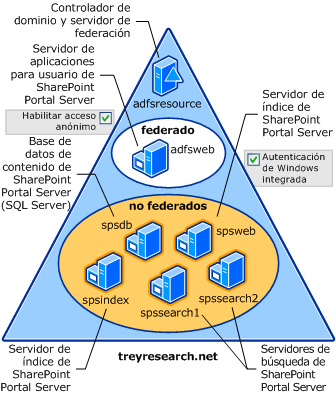 Controlador de
dominio y servidor de
federación
Servidor de
aplicaciones
para usuario de
SharePoint
Portal Server
adfsresource
Habilitar acceso
anónimo
federado
adfsweb
Servidor de
índice de
SharePoint
Portal Server
Autenticación
de Windows
integrada
Base de
datos de
contenido de
SharePoint
Portal Server
(SQL Server)
no federados
spsdb
spsweb
spsindex
spssearch1
spssearch2
Servidor de
índice de
SharePoint
Portal Server
treyresearch.net
Servidores de
búsqueda de
SharePoint
Portal Server